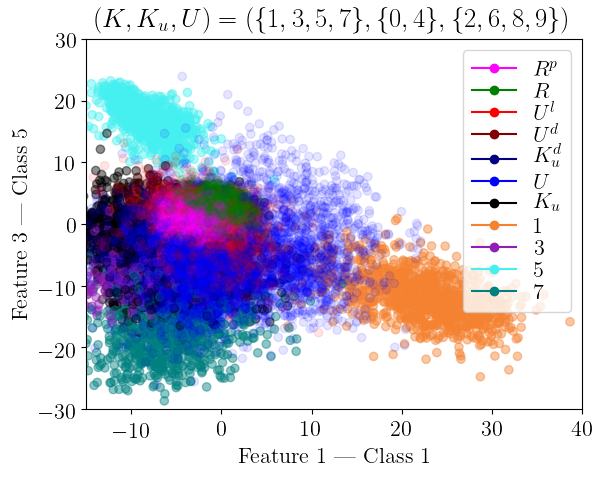 (K, K_u, U) = ({1, 3, 5, 7}, {0, 4}, {2, 6, 8, 9})
30
20
10
0
−10
−20
−30
Feature 3 — Class 5
R^p
R
U^l
U^d
K_u^d
U
K_u
1
3
5
7
−10
0
10
20
30
40
Feature 1 — Class 1